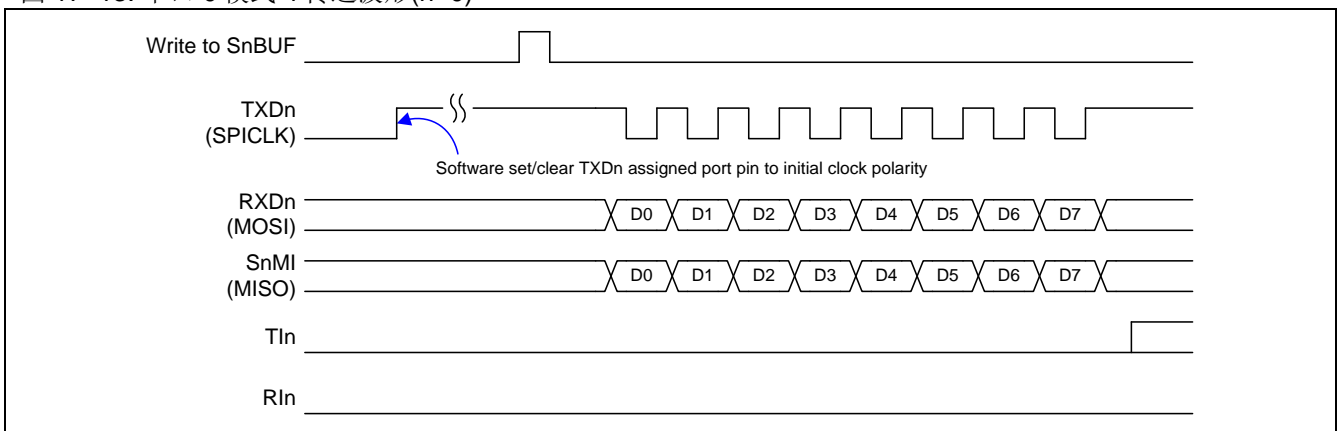 Write to SnBUF
TXDn
(SPICLK)
Software set/clear TXDn assigned port pin to initial clock polarity
RXDn
(MOSI)
D0 D1 D2 D3 D4 D5 D6 D7
SnMI
(MISO)
D0 D1 D2 D3 D4 D5 D6 D7
TIn
RIn